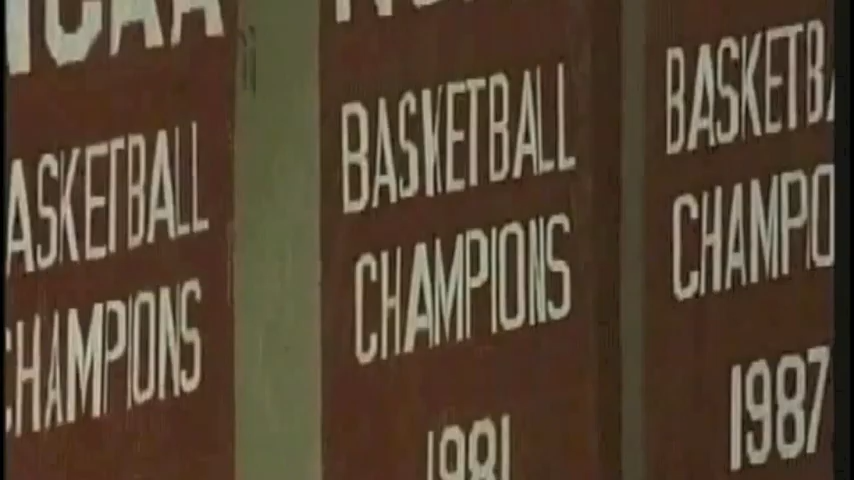 NCAA
ASKETBALL
CHAMPIONS
BASKETBALL
CHAMPIONS
1981
BASKETBA
CHAMPIO
1987